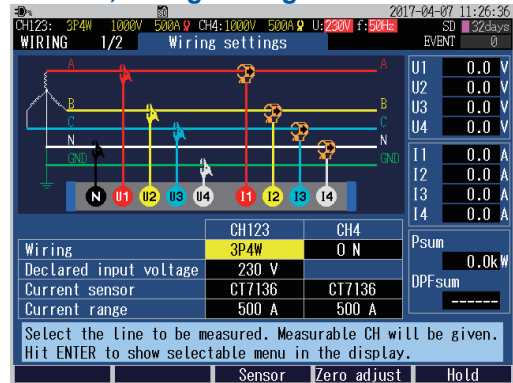 2017-04-07 11:26:36
CH123: 3P4W 1000V 500A CH4:1000V 500A U:230V f:50Hz SD 32days
WIRING 1/2 Wiring settings EVENT 0
A A
B B
C C
N N
GND GND
N U1 U2 U3 U4 I1 I2 I3 I4
U1 0.0 V
U2 0.0 V
U3 0.0 V
U4 0.0 V
I1 0.0 A
I2 0.0 A
I3 0.0 A
I4 0.0 A
Psum
0.0kW
DPFsum
------
CH123 CH4
Wiring 3P4W ON
Declared input voltage 230 V
Current sensor CT7136 CT7136
Current range 500 A 500 A
Select the line to be measured. Measurable CH will be given.
Hit ENTER to show selectable menu in the display.
Sensor Zero adjust Hold